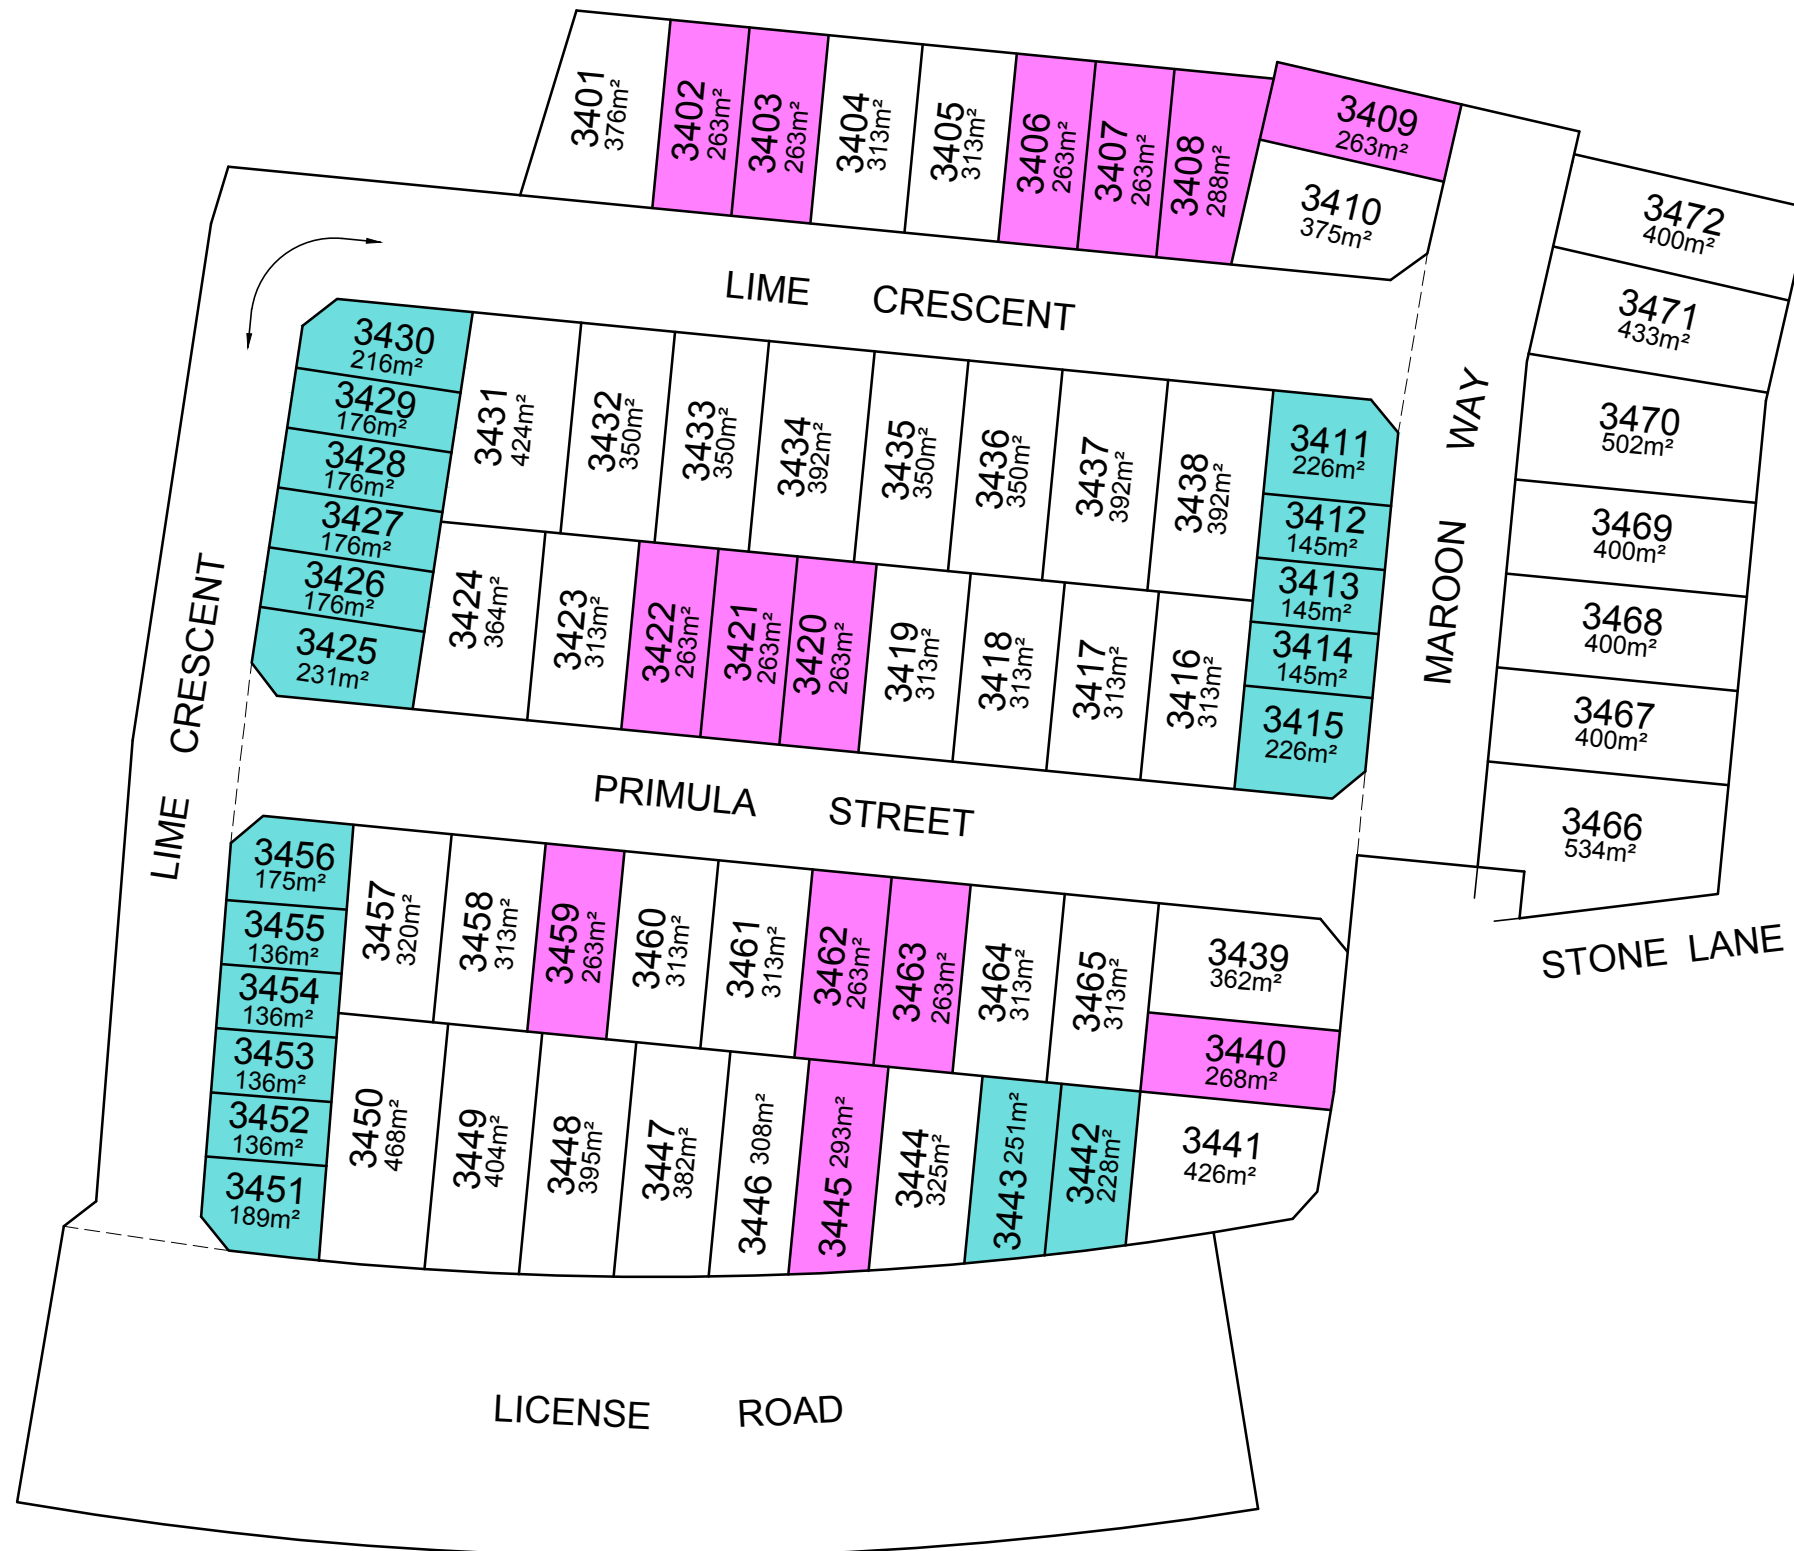 3401
376m²
3402
263m²
3403
263m²
3404
313m²
3405
313m²
3406
263m²
3407
263m²
3408
288m²
3409
263m²
3410
375m²
3472
400m²
3471
433m²
3470
502m²
3469
400m²
3468
400m²
3467
400m²
3466
534m²
LIME CRESCENT
MAROON WAY
STONE LANE
LIME CRESCENT
3430
216m²
3429
176m²
3428
176m²
3427
176m²
3426
176m²
3425
231m²
3431
424m²
3432
350m²
3433
350m²
3434
392m²
3435
350m²
3436
350m²
3437
392m²
3438
392m²
3411
226m²
3412
145m²
3413
145m²
3414
145m²
3415
226m²
3424
364m²
3423
313m²
3422
263m²
3421
263m²
3420
263m²
3419
313m²
3418
313m²
3417
313m²
3416
313m²
PRIMULA STREET
3456
175m²
3455
136m²
3454
136m²
3453
136m²
3452
136m²
3451
189m²
3457
320m²
3458
313m²
3459
263m²
3460
313m²
3461
313m²
3462
263m²
3463
263m²
3464
313m²
3465
313m²
3439
362m²
3440
268m²
3441
426m²
3450
468m²
3449
404m²
3448
395m²
3447
382m²
3446 308m²
3445 293m²
3444
325m²
3443 251m²
3442
228m²
LICENSE ROAD